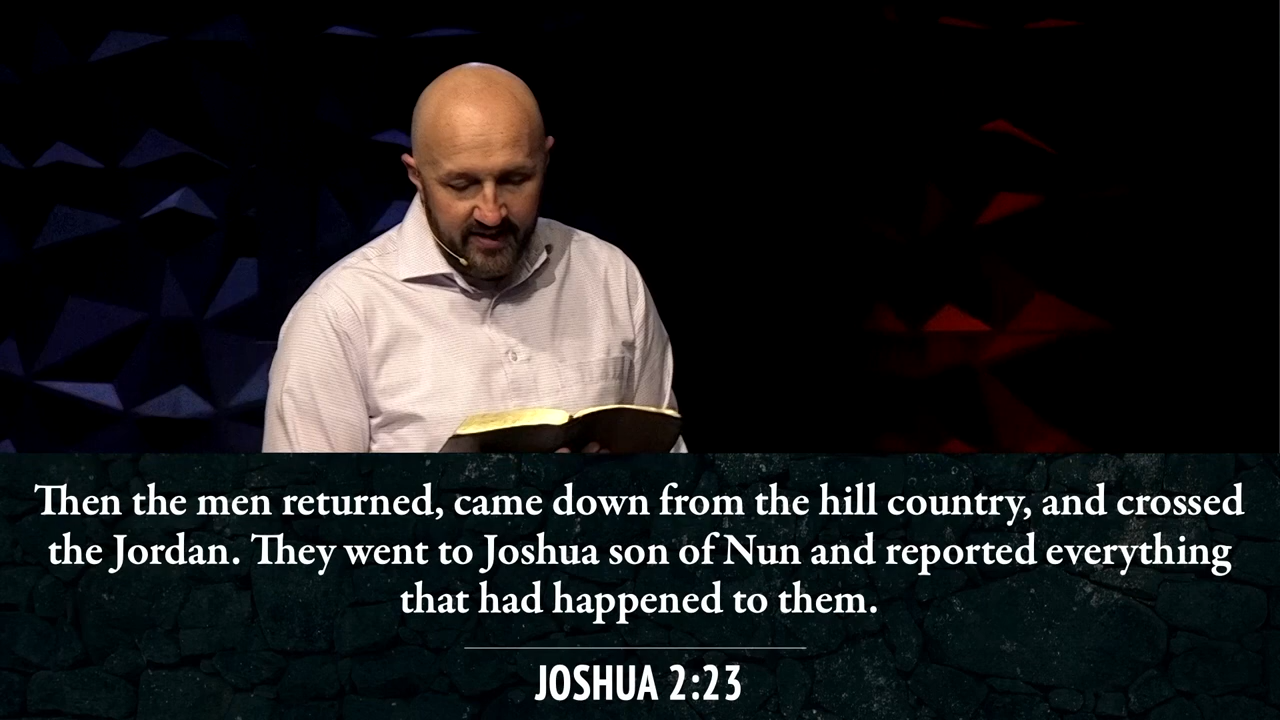 Then the men returned, came down from the hill country, and crossed
the Jordan. They went to Joshua son of Nun and reported everything
that had happened to them.
JOSHUA 2:23